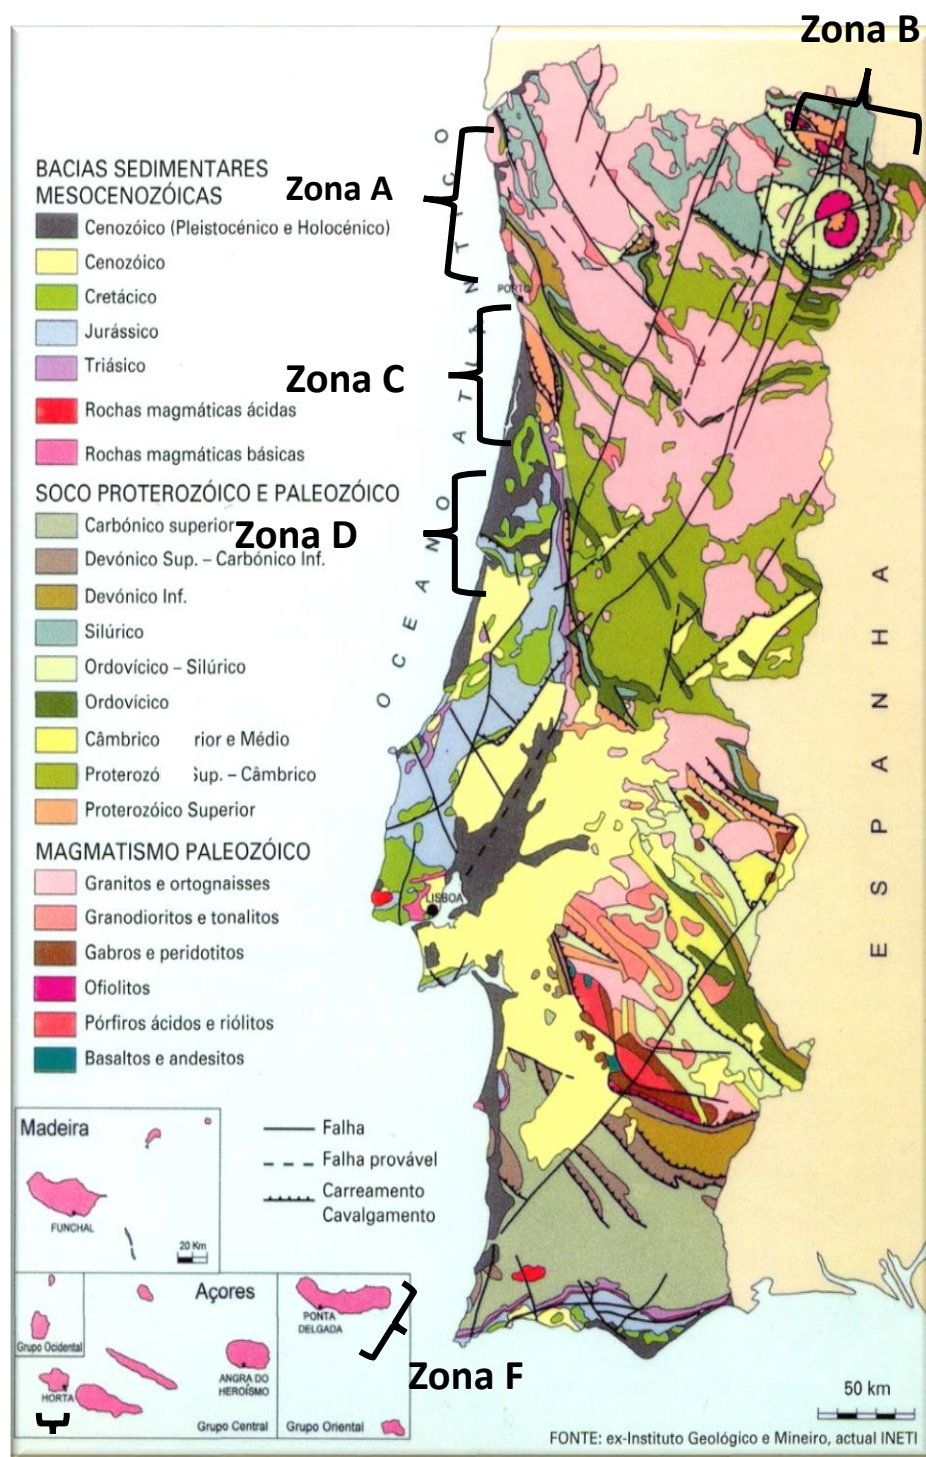 Zona B
Zona A
Zona C
Zona D
Zona F
BACIAS SEDIMENTARES
MESOCENOZÓICAS
Cenozóico (Pleistocénico e Holocénico)
Cenozóico
Cretácico
Jurássico
Triásico
Rochas magmáticas ácidas
Rochas magmáticas básicas
SOCO PROTEROZÓICO E PALEOZÓICO
Carbónico superior
Devónico Sup. – Carbónico Inf.
Devónico Inf.
Silúrico
Ordovícico – Silúrico
Ordovícico
Câmbrico rior e Médio
Proterozó Sup. – Câmbrico
Proterozóico Superior
MAGMATISMO PALEOZÓICO
Granitos e ortognaisses
Granodioritos e tonalitos
Gabros e peridotitos
Ofiolitos
Pórfiros ácidos e riólitos
Basaltos e andesitos
OCEANO ATLÂNTICO
PORTO
LISBOA
ESPANHA
Madeira
FUNCHAL
20 Km
Falha
Falha provável
Carreamento
Cavalgamento
Açores
Grupo Ocidental
HORTA
ANGRA DO
HEROÍSMO
Grupo Central
PONTA
DELGADA
Grupo Oriental
50 km
FONTE: ex-Instituto Geológico e Mineiro, actual INETI